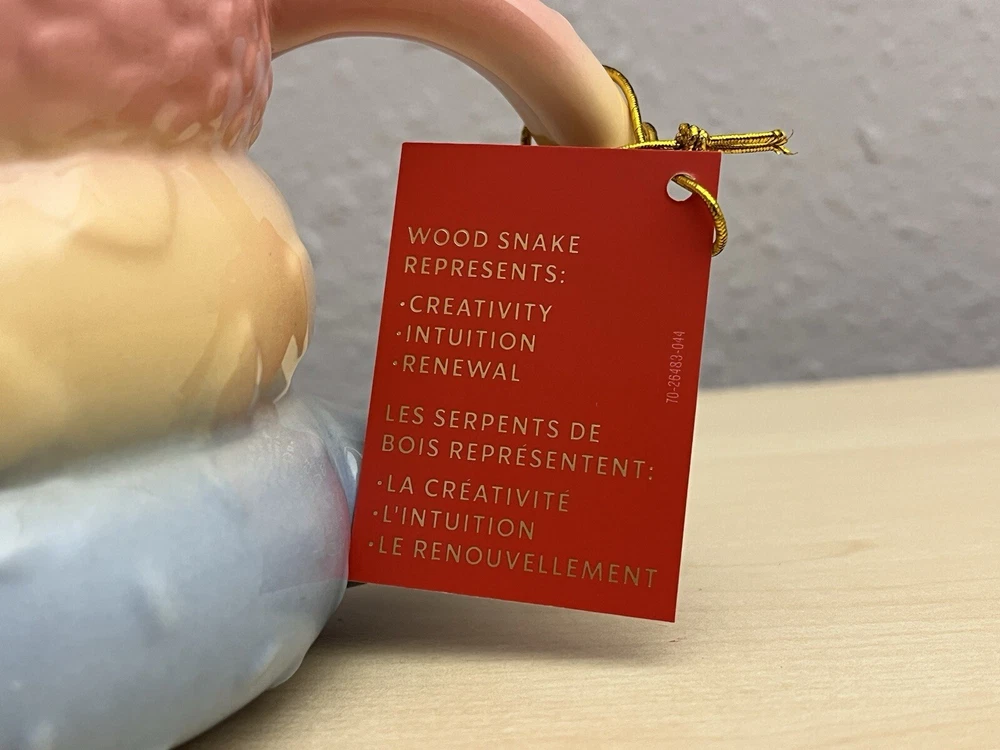 WOOD SNAKE
REPRESENTS:
•CREATIVITY
•INTUITION
•RENEWAL
LES SERPENTS DE
BOIS REPRÉSENTENT:
•LA CRÉATIVITÉ
•L'INTUITION
•LE RENOUVELLEMENT
70-26483-044